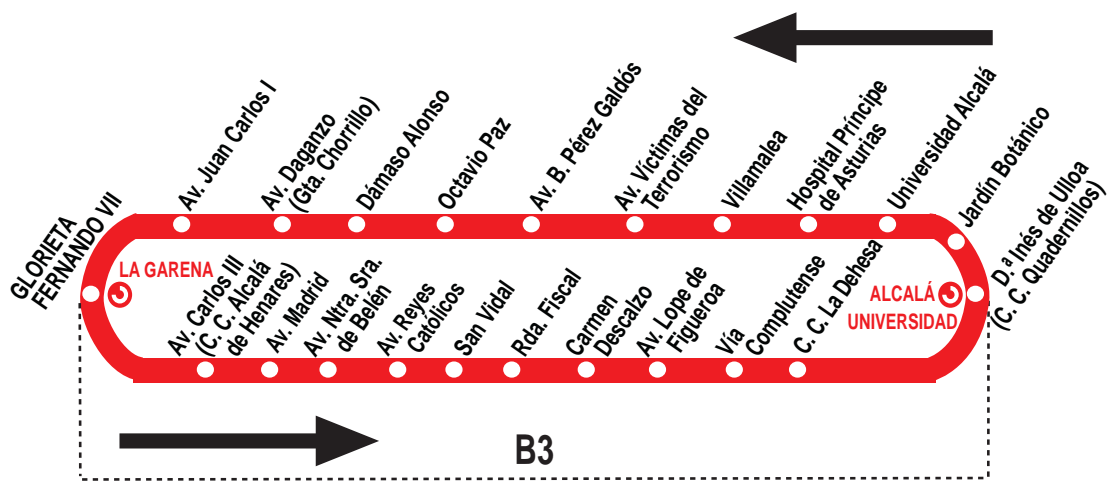 GLORIETA
FERNANDO VII
Av. Juan Carlos I
Av. Daganzo
(Gta. Chorrillo)
Dámaso Alonso
Octavio Paz
Av. B. Pérez Galdós
Av. Víctimas del
Terrorismo
Villamalea
Hospital Príncipe
de Asturias
Universidad Alcalá
Jardín Botánico
D.ª Inés de Ulloa
(C. C. Quadernillos)
LA GARENA
ALCALÁ
UNIVERSIDAD
Av. Carlos III
(C. C. Alcalá
de Henares)
Av. Madrid
Av. Ntra. Sra.
de Belén
Av. Reyes
Católicos
San Vidal
Rda. Fiscal
Carmen
Descalzo
Av. Lope de
Figueroa
Vía
Complutense
C. C. La Dehesa
B3